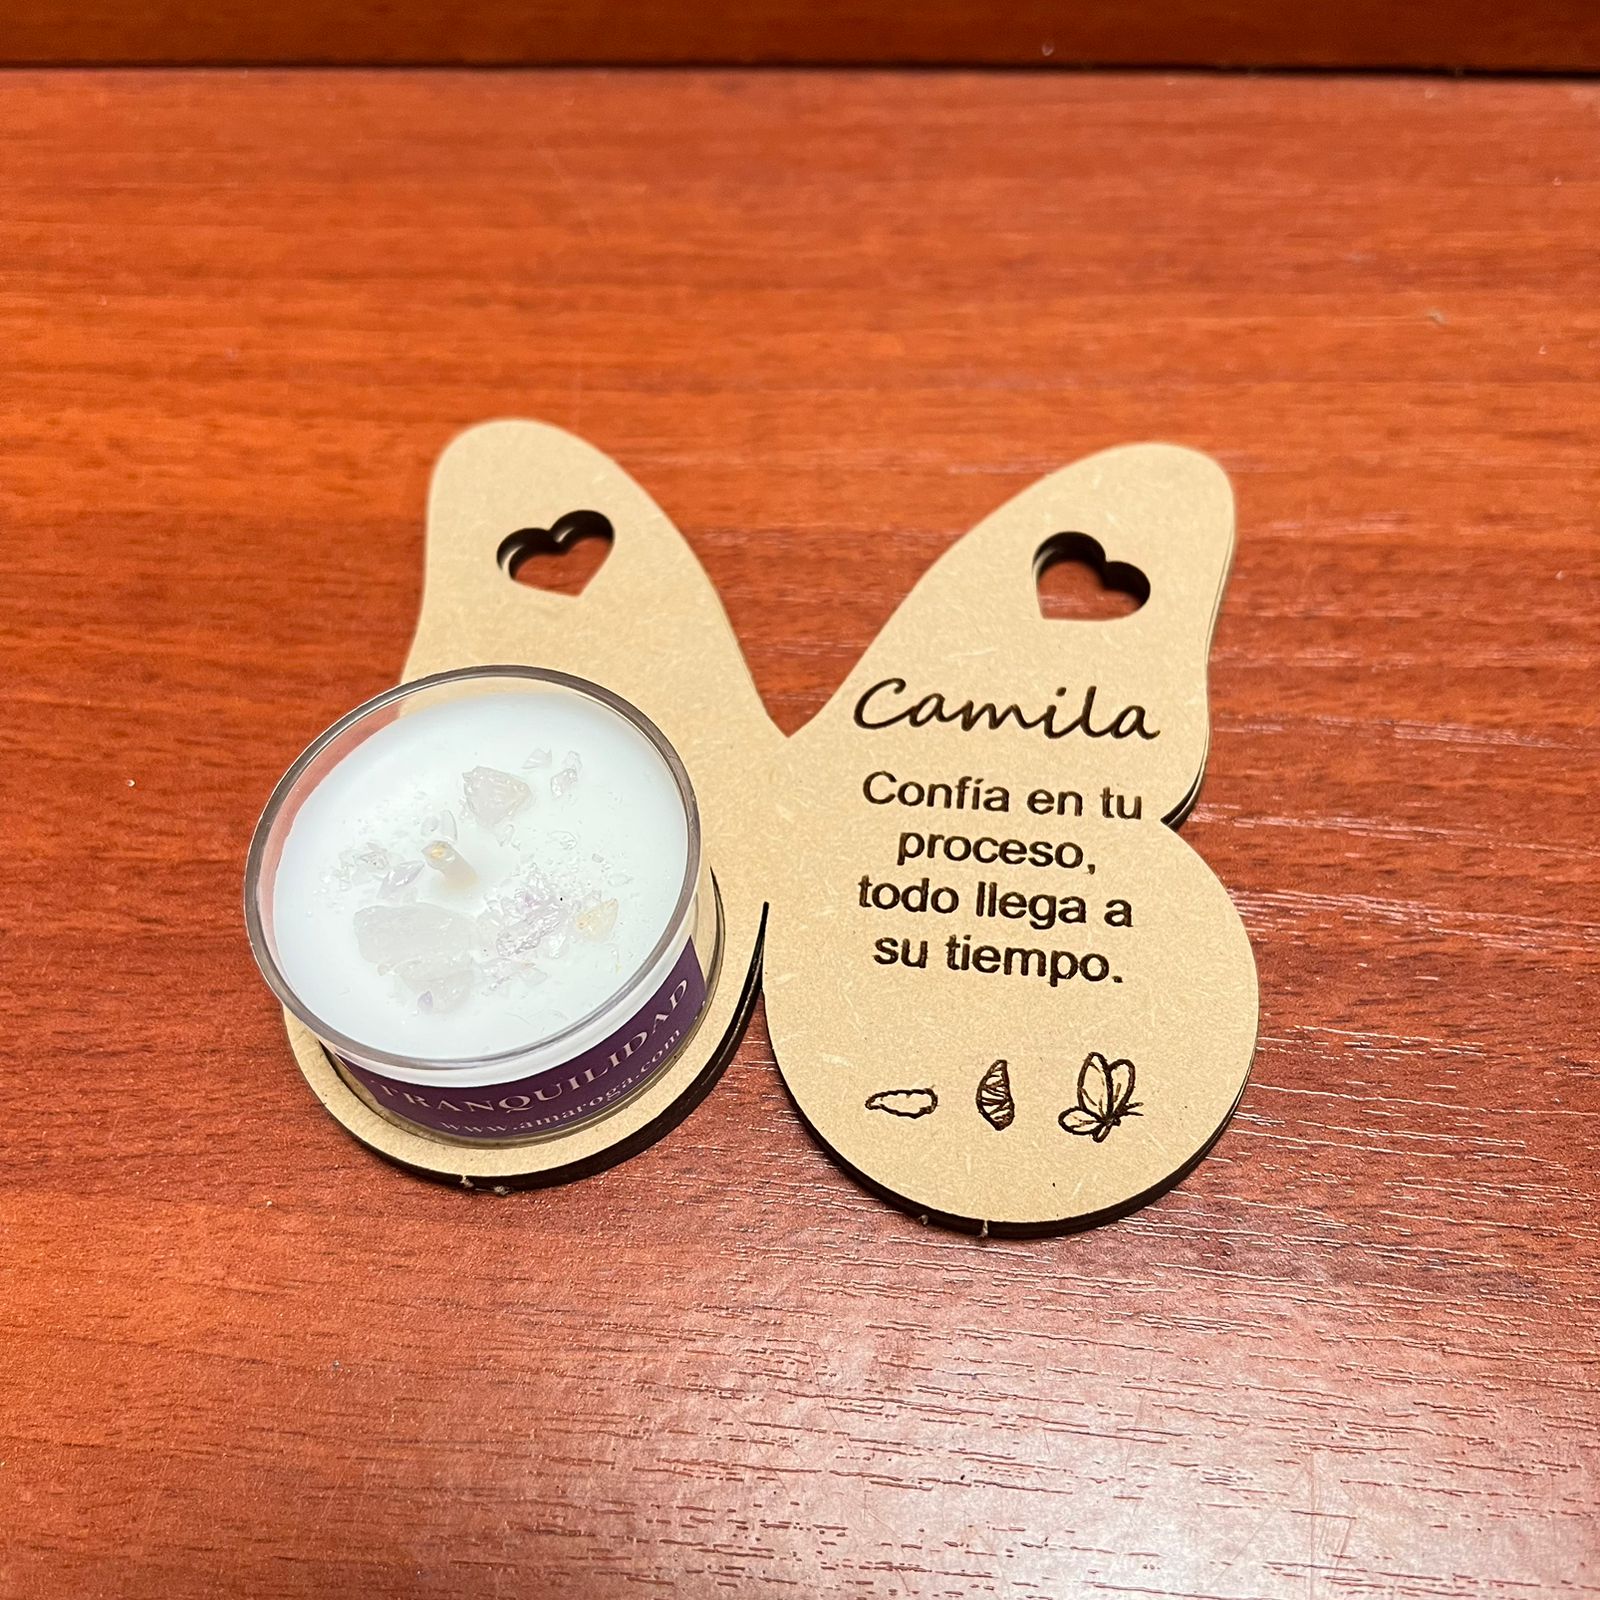 Camila
Confía en tu
proceso,
todo llega a
su tiempo.
TRANQUILIDAD
www.amaroga.com